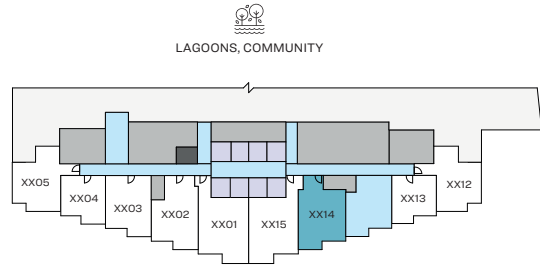 LAGOONS, COMMUNITY
XX05
XX12
XX04
XX13
XX03
XX02
XX14
XX01
XX15